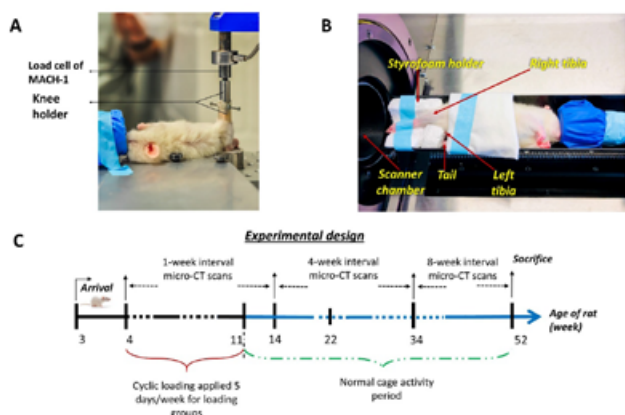 A
Load cell of
MACH-1
Knee
holder
B
Styrofoam holder
Right tibia
Scanner
chamber
Tail
Left
tibia
C
Experimental design
1-week interval
micro-CT scans
4-week interval
micro-CT scans
8-week interval
micro-CT scans
Sacrifice
Arrival
Age of rat
(week)
3
4
11
14
22
34
52
Cyclic loading applied 5
days/week for loading
groups
Normal cage activity
period